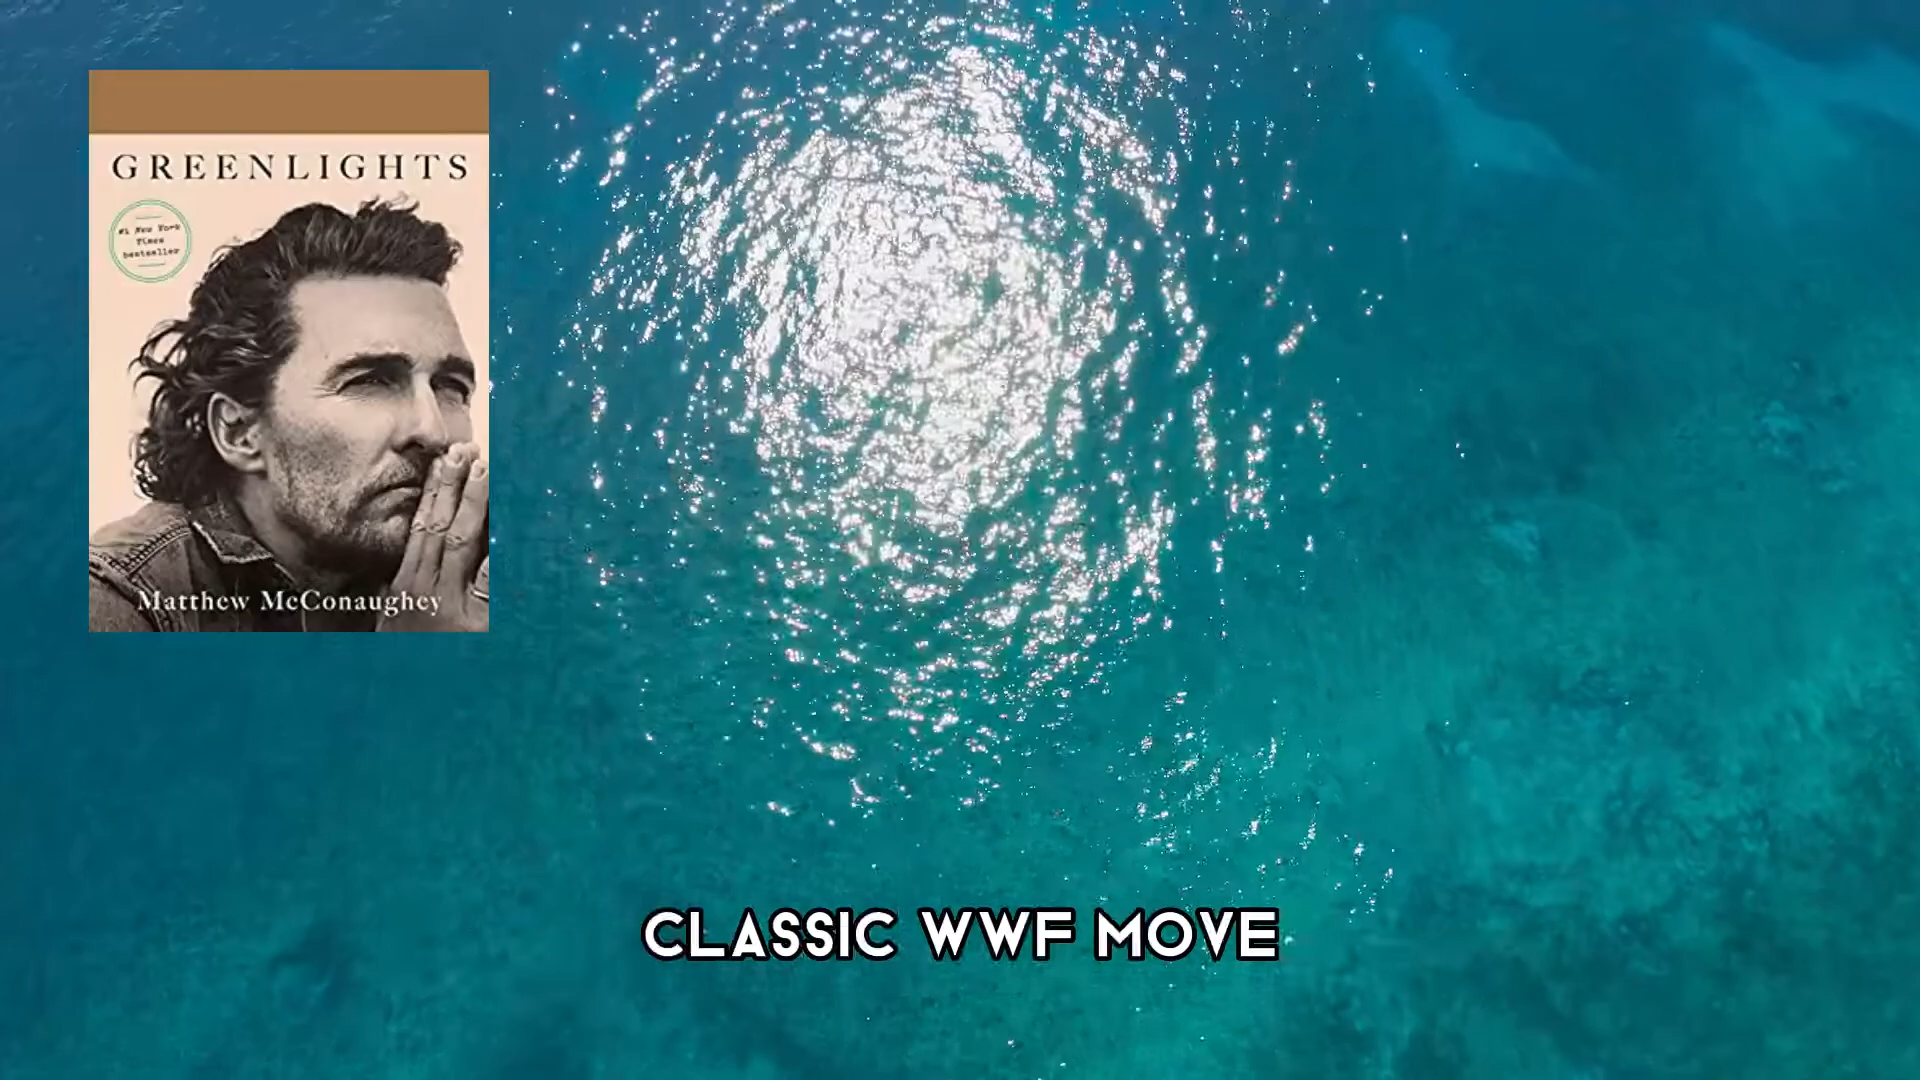 GREENLIGHTS
#1 New York
Times
bestseller
Matthew McConaughey
CLASSIC WWF MOVE